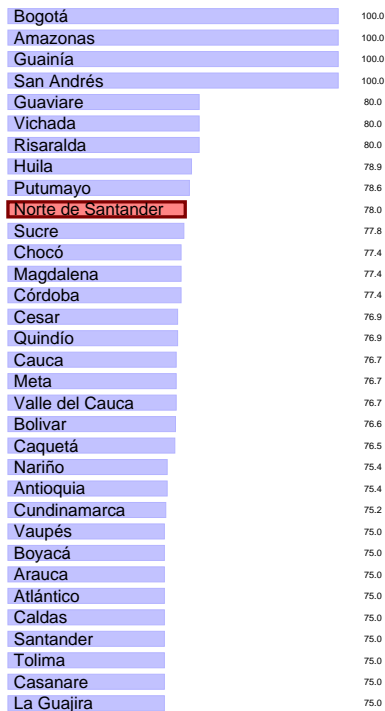 Bogotá 100.0
Amazonas 100.0
Guainía 100.0
San Andrés 100.0
Guaviare 80.0
Vichada 80.0
Risaralda 80.0
Huila 78.9
Putumayo 78.6
Norte de Santander 78.0
Sucre 77.8
Chocó 77.4
Magdalena 77.4
Córdoba 77.4
Cesar 76.9
Quindío 76.9
Cauca 76.7
Meta 76.7
Valle del Cauca 76.7
Bolivar 76.6
Caquetá 76.5
Nariño 75.4
Antioquia 75.4
Cundinamarca 75.2
Vaupés 75.0
Boyacá 75.0
Arauca 75.0
Atlántico 75.0
Caldas 75.0
Santander 75.0
Tolima 75.0
Casanare 75.0
La Guajira 75.0